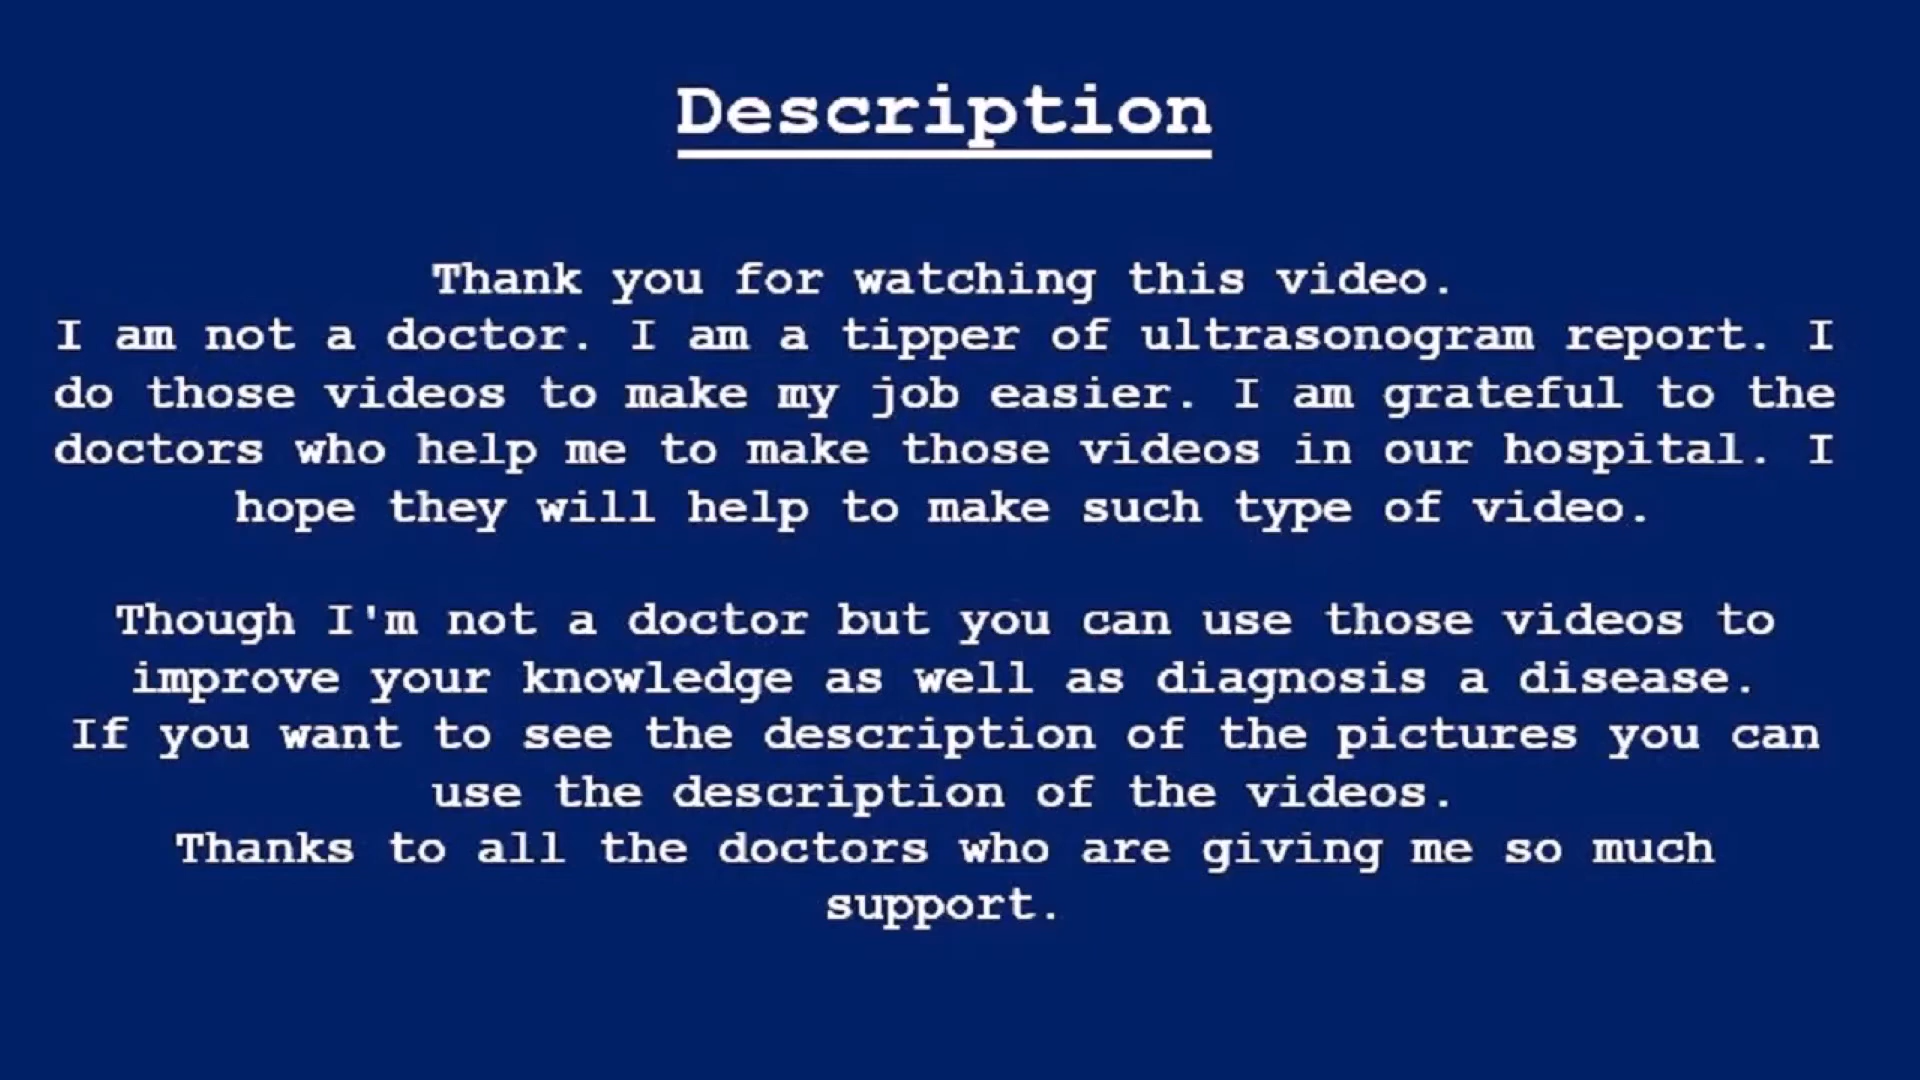 Description
Thank you for watching this video.
I am not a doctor. I am a tipper of ultrasonogram report. I
do those videos to make my job easier. I am grateful to the
doctors who help me to make those videos in our hospital. I
hope they will help to make such type of video.
Though I'm not a doctor but you can use those videos to
improve your knowledge as well as diagnosis a disease.
If you want to see the description of the pictures you can
use the description of the videos.
Thanks to all the doctors who are giving me so much
support.